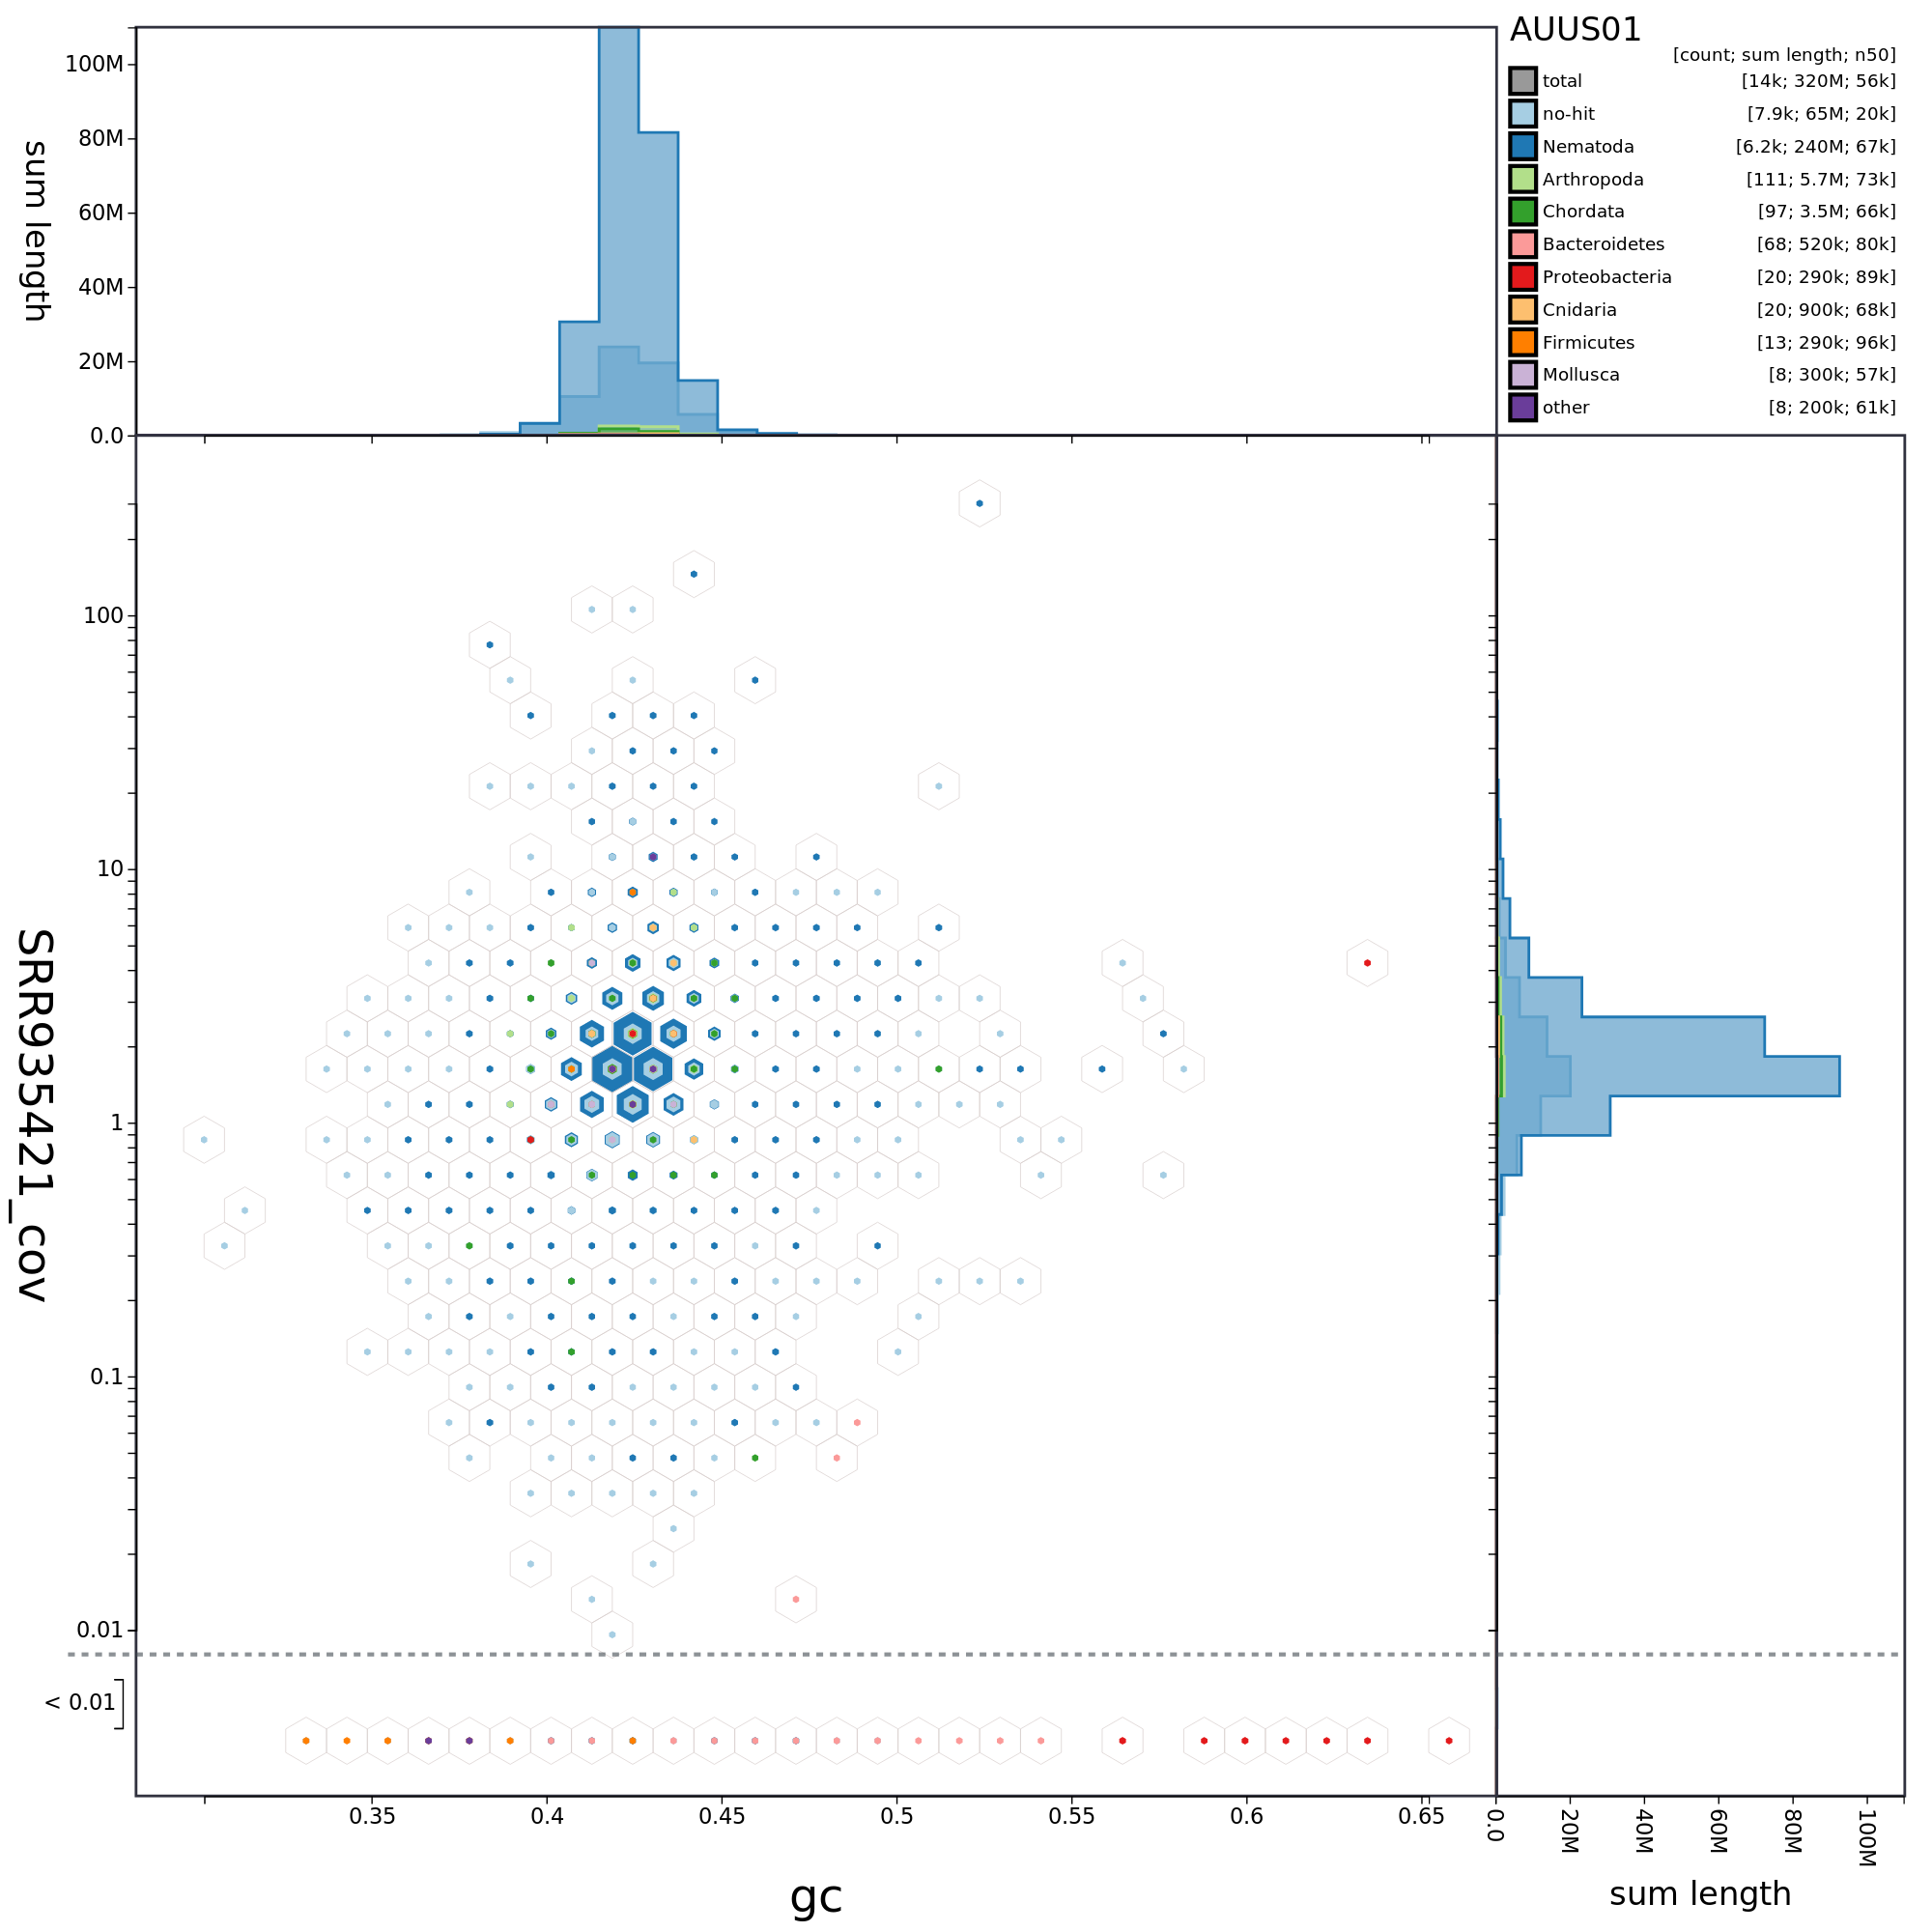 AUUS01
[count; sum length; n50]
total [14k; 320M; 56k]
no-hit [7.9k; 65M; 20k]
Nematoda [6.2k; 240M; 67k]
Arthropoda [111; 5.7M; 73k]
Chordata [97; 3.5M; 66k]
Bacteroidetes [68; 520k; 80k]
Proteobacteria [20; 290k; 89k]
Cnidaria [20; 900k; 68k]
Firmicutes [13; 290k; 96k]
Mollusca [8; 300k; 57k]
other [8; 200k; 61k]
sum length
100M
80M
60M
40M
20M
0.0
SRR935421_cov
100
10
1
0.1
0.01
< 0.01
0.35 0.4 0.45 0.5 0.55 0.6 0.65
gc
0.0 20M 40M 60M 80M 100M
sum length